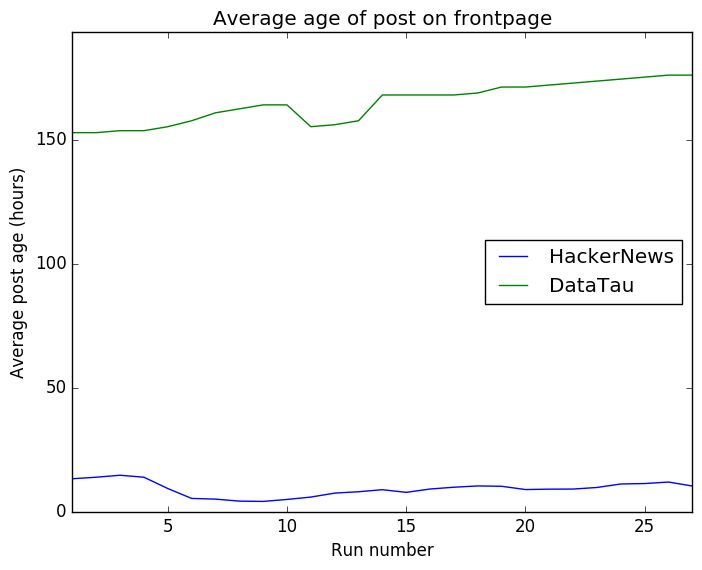 Average age of post on frontpage
Average post age (hours)
150
100
50
0
HackerNews
DataTau
5 10 15 20 25
Run number